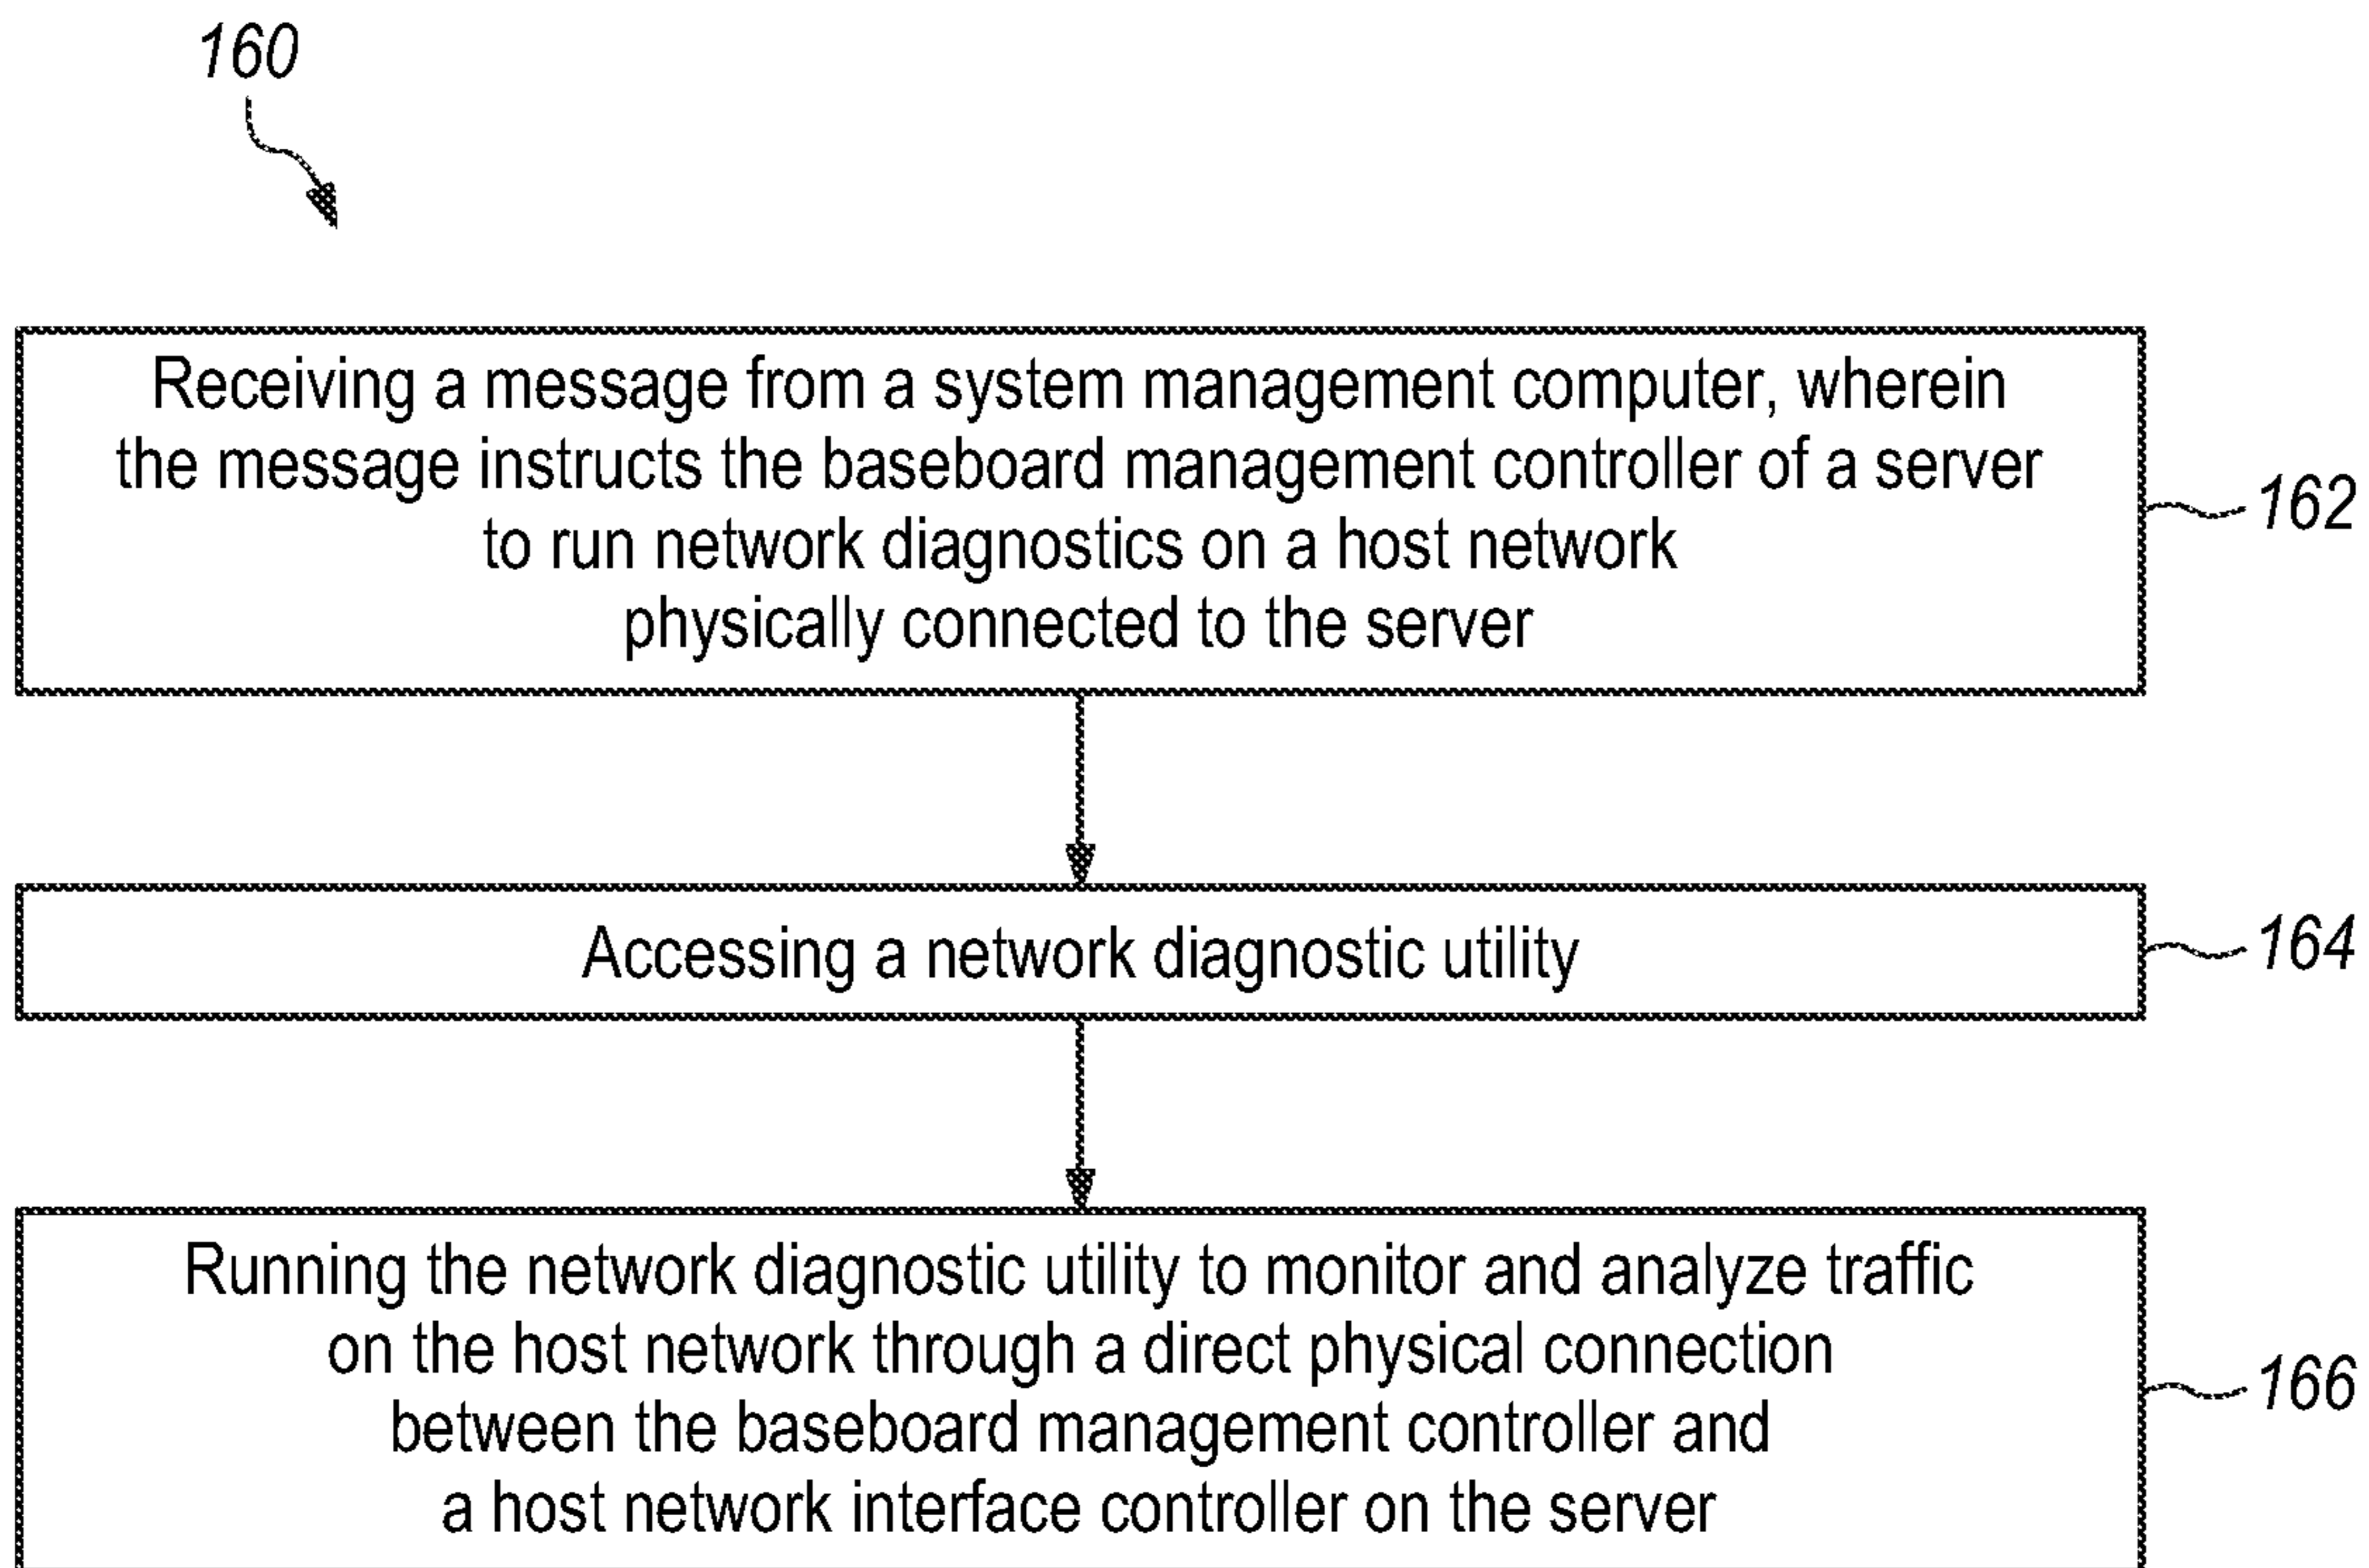 160
Receiving a message from a system management computer, wherein
the message instructs the baseboard management controller of a server
to run network diagnostics on a host network
physically connected to the server
162
Accessing a network diagnostic utility
164
Running the network diagnostic utility to monitor and analyze traffic
on the host network through a direct physical connection
between the baseboard management controller and
a host network interface controller on the server
166